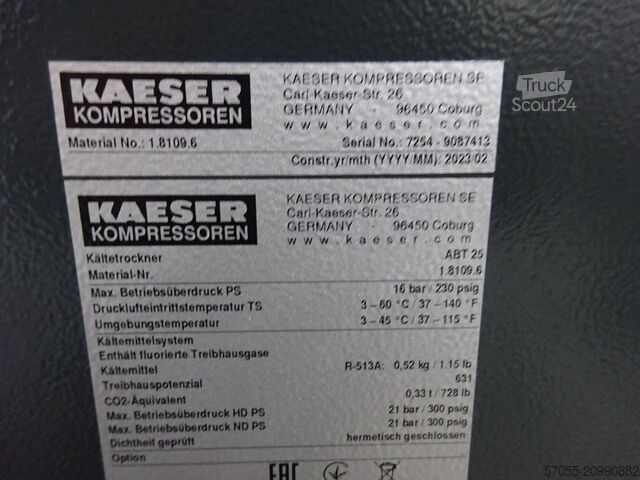 KAESER
KOMPRESSOREN
KAESER KOMPRESSOREN SE
Carl-Kaeser-Str. 26
GERMANY - 96450 Coburg
www.kaeser.com
Material No.: 1.8109.6 Serial No.: 7254 - 9087413
Constr.yr/mth (YYYY.MM): 2023/02
KAESER
KOMPRESSOREN
KAESER KOMPRESSOREN SE
Carl-Kaeser-Str. 26
GERMANY - 96450 Coburg
www.kaeser.com
Kältetrockner ABT 25
Material-Nr. 1.8109.6
Max. Betriebsüberdruck PS 16 bar / 230 psig
Drucklufteintrittstemperatur TS 3 - 60 °C / 37 - 140 °F
Umgebungstemperatur 3 - 45 °C / 37 - 115 °F
Kältemittelsystem
Enthält fluorierte Treibhausgase
Kältemittel R-513A: 0,52 kg / 1.15 lb
Treibhauspotenzial 631
CO2-Äquivalent 0,33 t / 728 lb
Max. Betriebsüberdruck HD PS 21 bar / 300 psig
Max. Betriebsüberdruck ND PS 21 bar / 300 psig
Dichtheit geprüft hermetisch geschlossen
Option
EAC
Truck
Scout24
57055-20990882